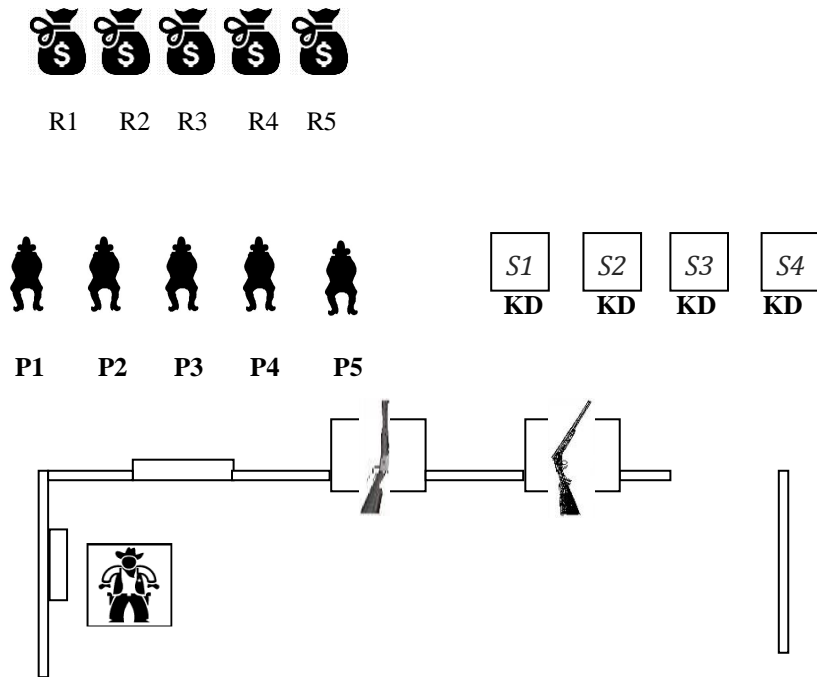 $ $ $ $ $
R1 R2 R3 R4 R5
S1 S2 S3 S4
KD KD KD KD
P1 P2 P3 P4 P5